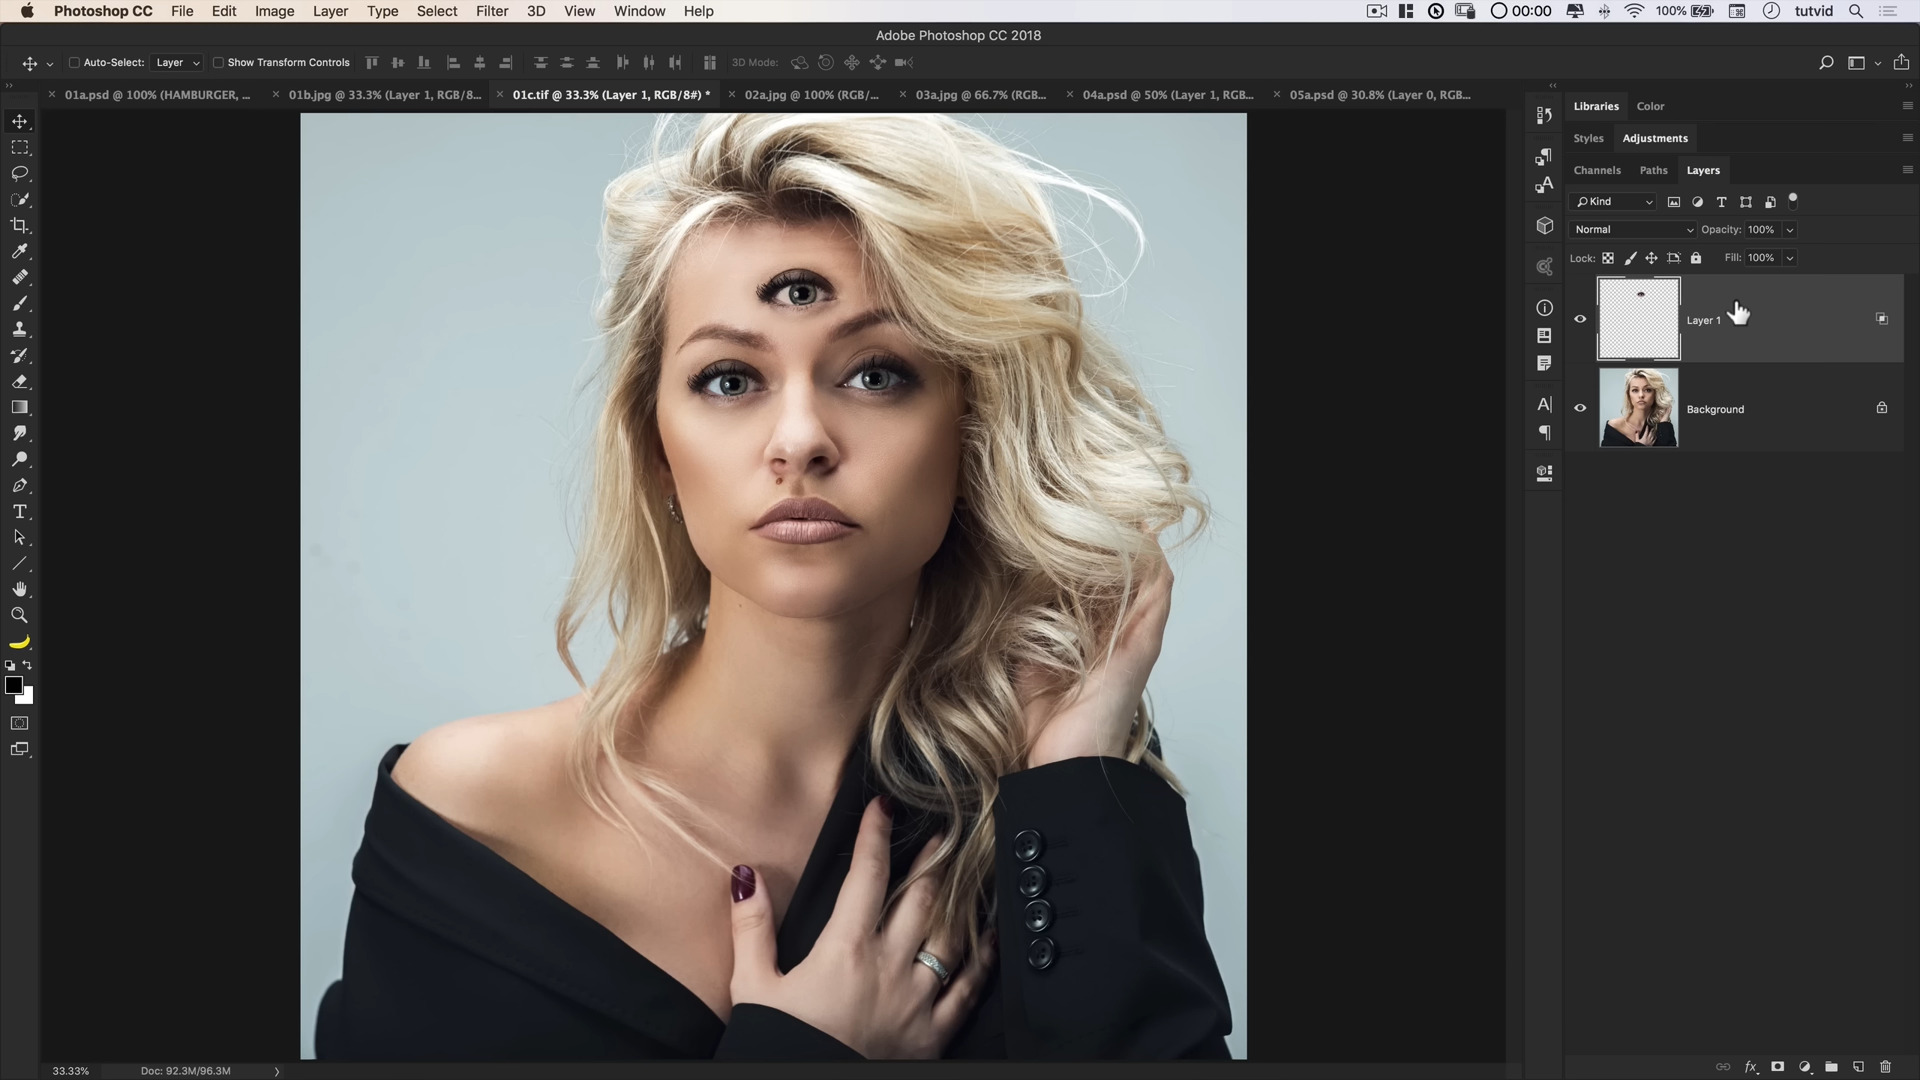 Photoshop CC File Edit Image Layer Type Select Filter 3D View Window Help 00:00 100% tutvid
Adobe Photoshop CC 2018
Auto-Select: Layer Show Transform Controls 3D Mode:
01a.psd @ 100% (HAMBURGER, ... 01b.jpg @ 33.3% (Layer 1, RGB/8... 01c.tif @ 33.3% (Layer 1, RGB/8#) * 02a.jpg @ 100% (RGB/... 03a.jpg @ 66.7% (RGB... 04a.psd @ 50% (Layer 1, RGB... 05a.psd @ 30.8% (Layer 0, RGB...
Libraries Color
Styles Adjustments
Channels Paths Layers
Kind
Normal Opacity: 100%
Lock: Fill: 100%
Layer 1
Background
33.33% Doc: 92.3M/96.3M